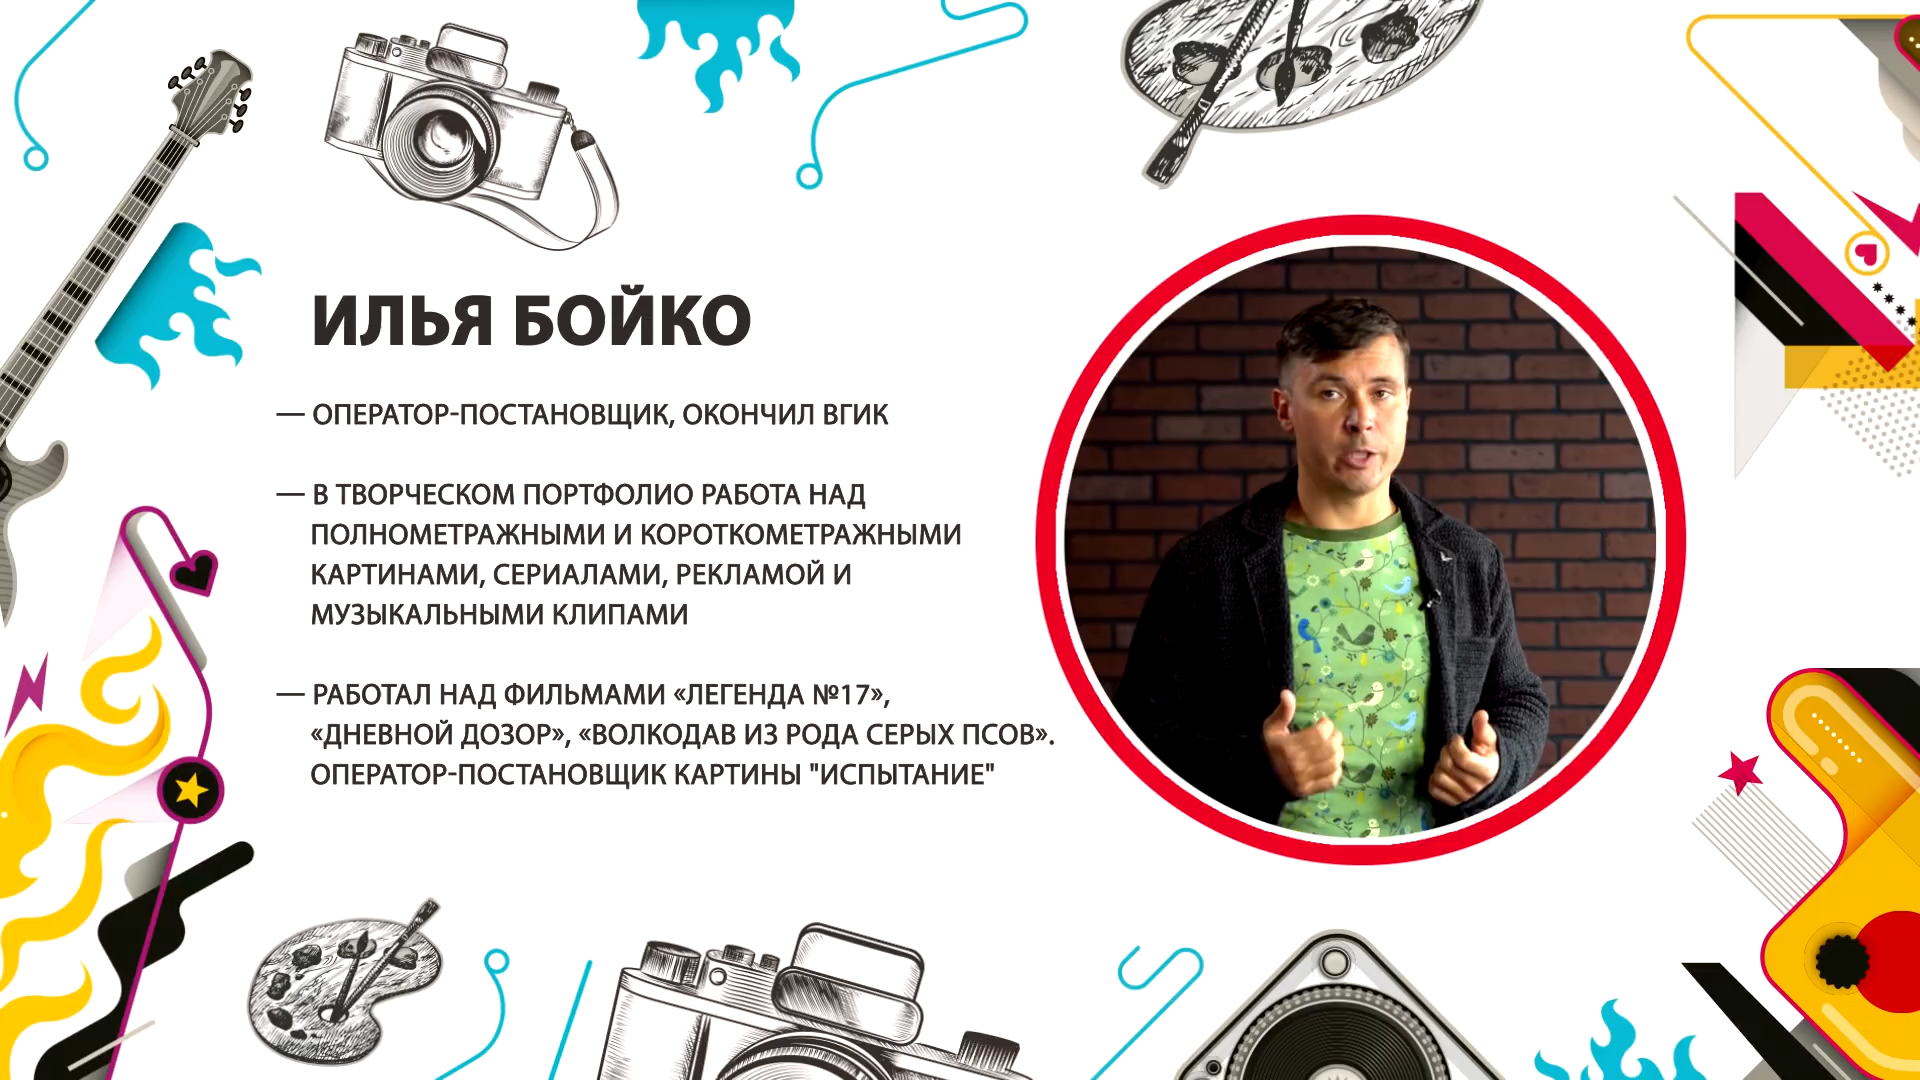 ИЛЬЯ БОЙКО
— ОПЕРАТОР-ПОСТАНОВЩИК, ОКОНЧИЛ ВГИК
— В ТВОРЧЕСКОМ ПОРТФОЛИО РАБОТА НАД
ПОЛНОМЕТРАЖНЫМИ И КОРОТКОМЕТРАЖНЫМИ
КАРТИНАМИ, СЕРИАЛАМИ, РЕКЛАМОЙ И
МУЗЫКАЛЬНЫМИ КЛИПАМИ
— РАБОТАЛ НАД ФИЛЬМАМИ «ЛЕГЕНДА №17»,
«ДНЕВНОЙ ДОЗОР», «ВОЛКОДАВ ИЗ РОДА СЕРЫХ ПСОВ».
ОПЕРАТОР-ПОСТАНОВЩИК КАРТИНЫ "ИСПЫТАНИЕ"